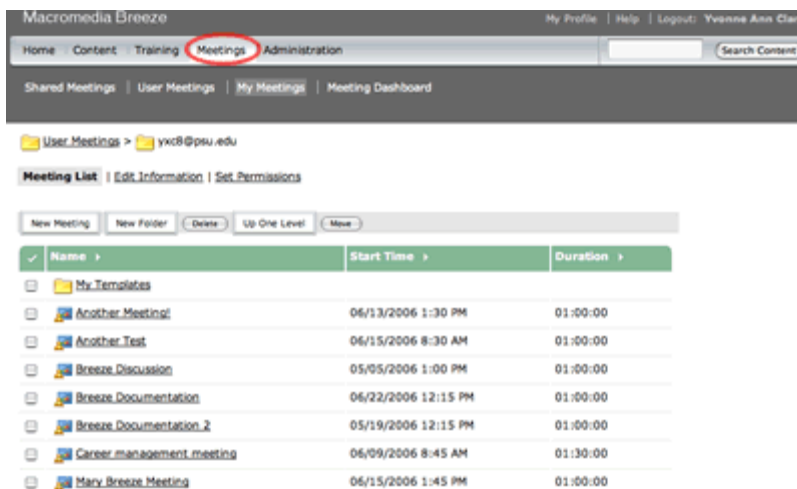 Macromedia Breeze My Profile | Help | Logout: Yvonne Ann Clar
Home Content Training Meetings Administration Search Content
Shared Meetings | User Meetings | My Meetings | Meeting Dashboard
User Meetings > yxc8@psu.edu
Meeting List | Edit Information | Set Permissions
New Meeting New Folder Delete Up One Level Move
Name Start Time Duration
My Templates
Another Meeting! 06/13/2006 1:30 PM 01:00:00
Another Test 06/15/2006 8:30 AM 01:00:00
Breeze Discussion 05/05/2006 1:00 PM 01:00:00
Breeze Documentation 06/22/2006 12:15 PM 01:00:00
Breeze Documentation 2 05/19/2006 12:15 PM 01:00:00
Career management meeting 06/09/2006 8:45 AM 01:30:00
Mary Breeze Meeting 06/15/2006 1:45 PM 01:00:00